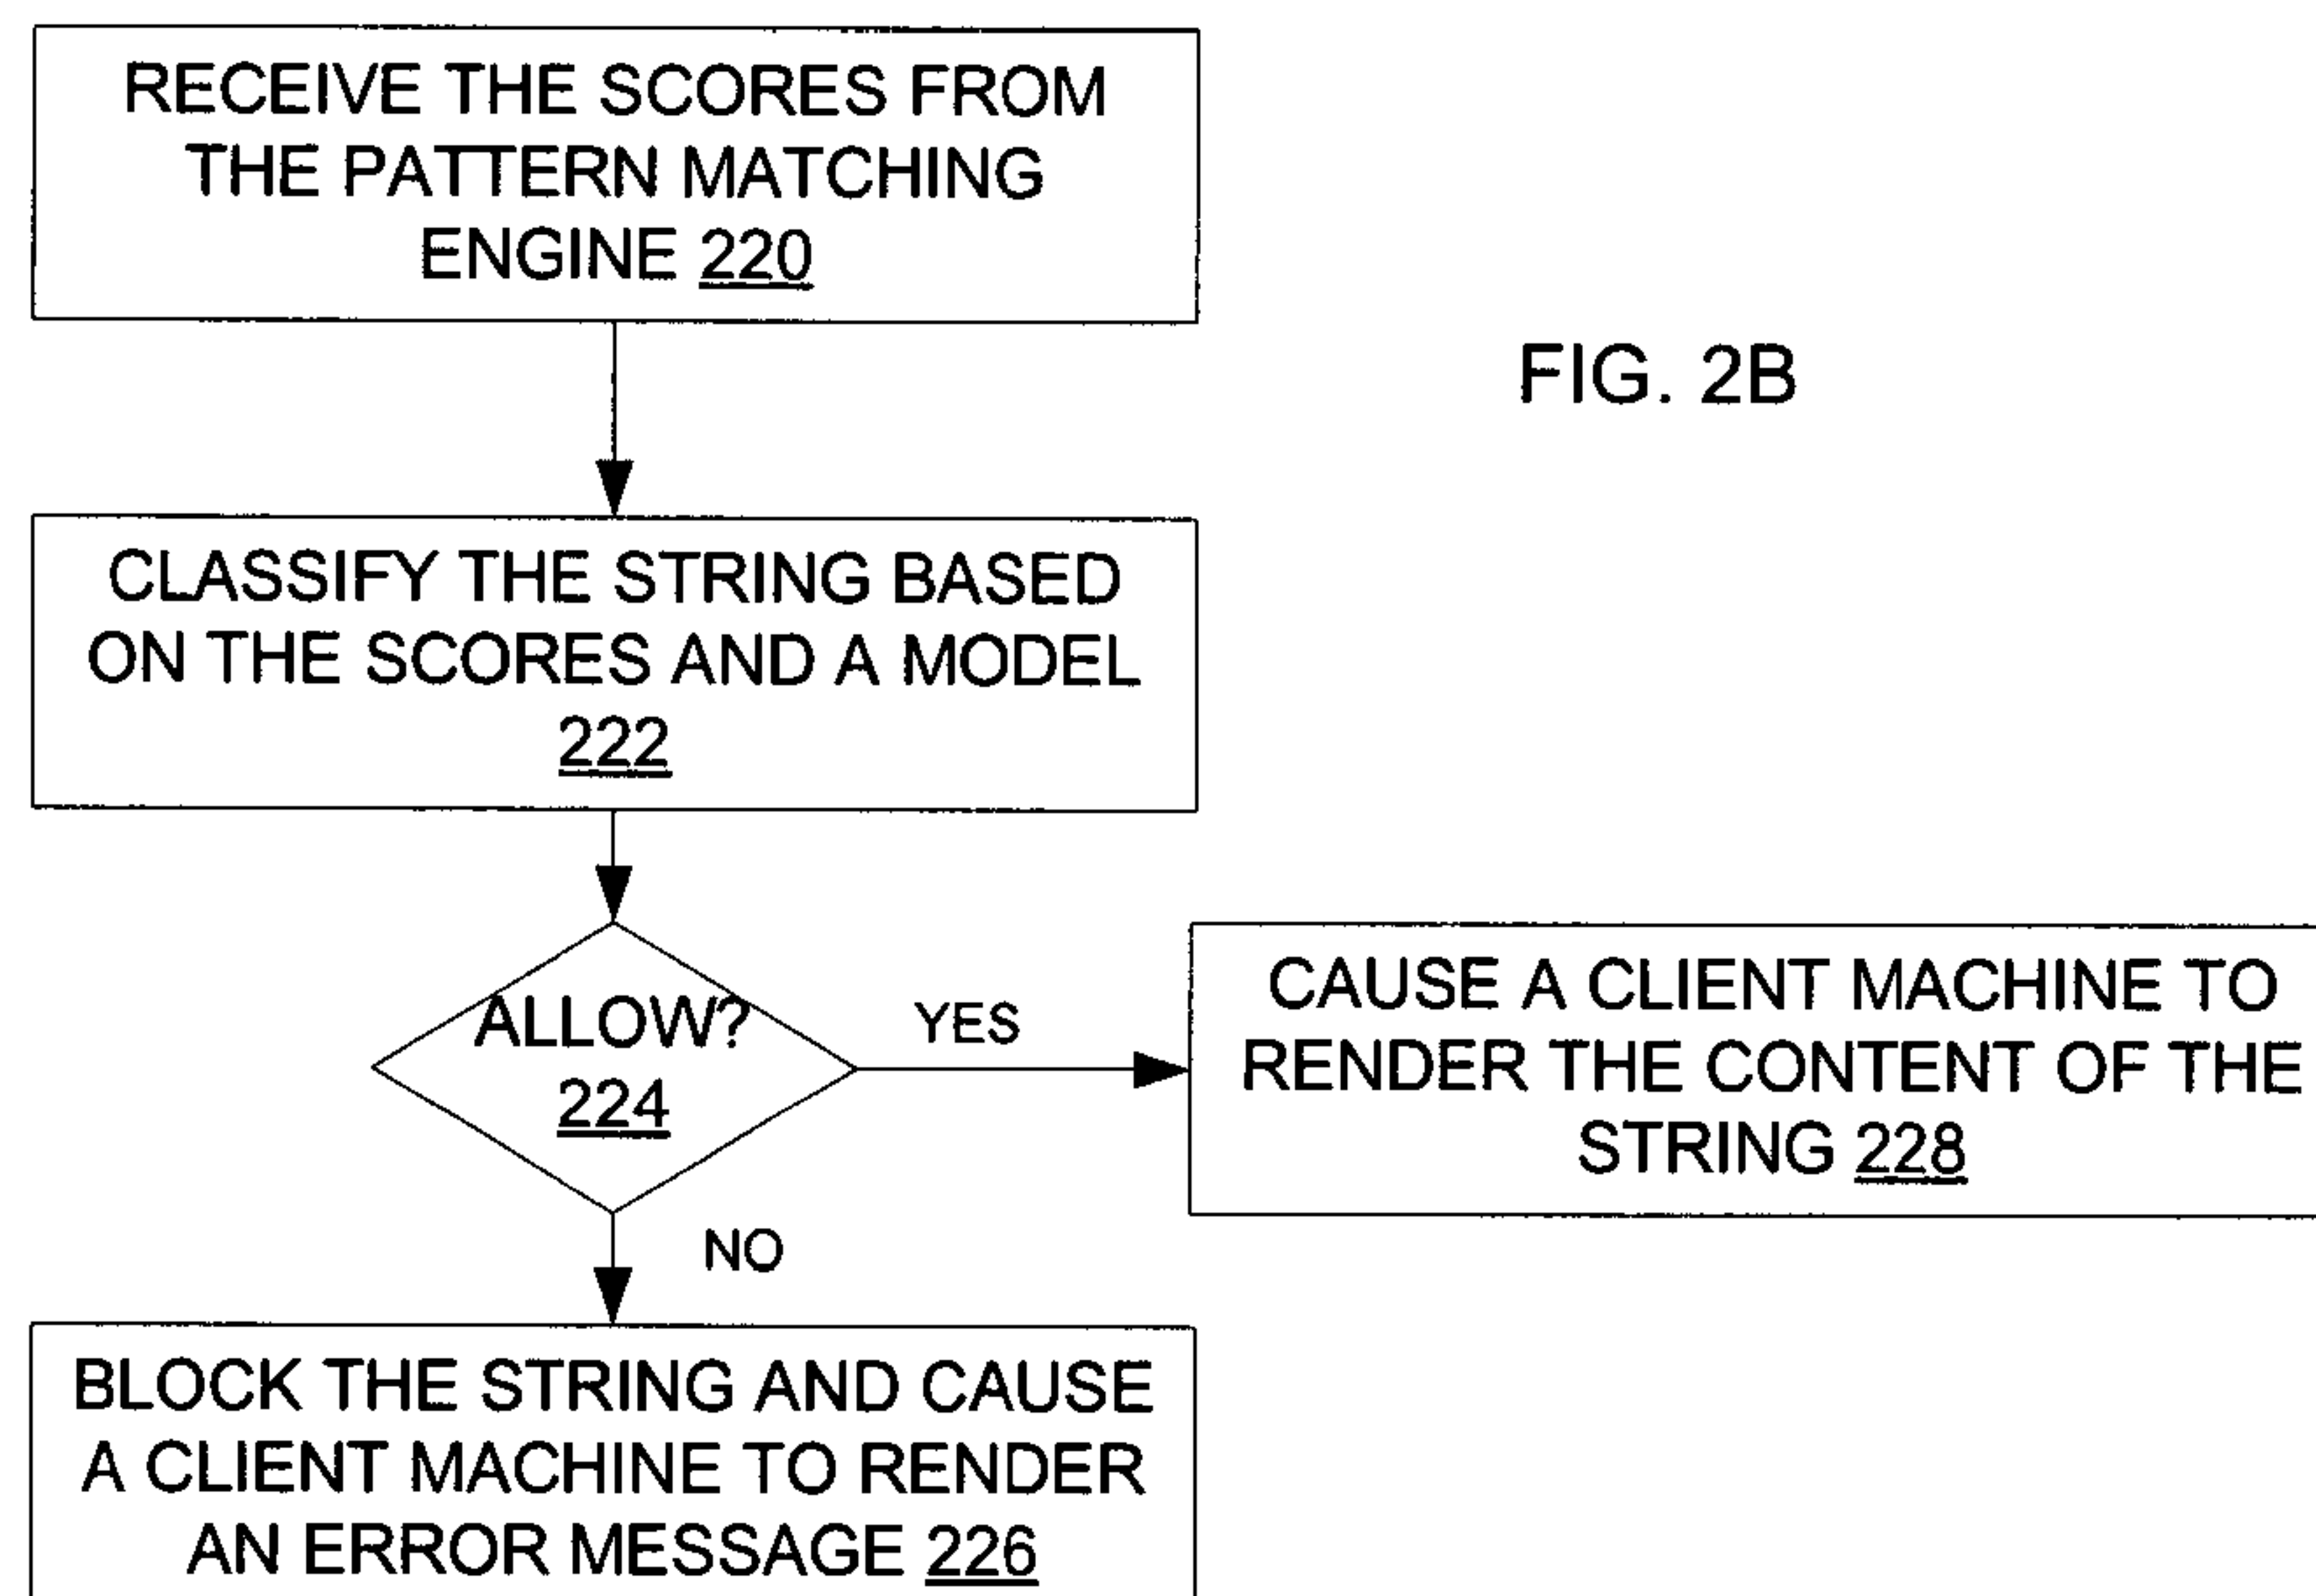 RECEIVE THE SCORES FROM
THE PATTERN MATCHING
ENGINE 220
FIG. 2B
CLASSIFY THE STRING BASED
ON THE SCORES AND A MODEL
222
ALLOW?
224
YES
CAUSE A CLIENT MACHINE TO
RENDER THE CONTENT OF THE
STRING 228
NO
BLOCK THE STRING AND CAUSE
A CLIENT MACHINE TO RENDER
AN ERROR MESSAGE 226